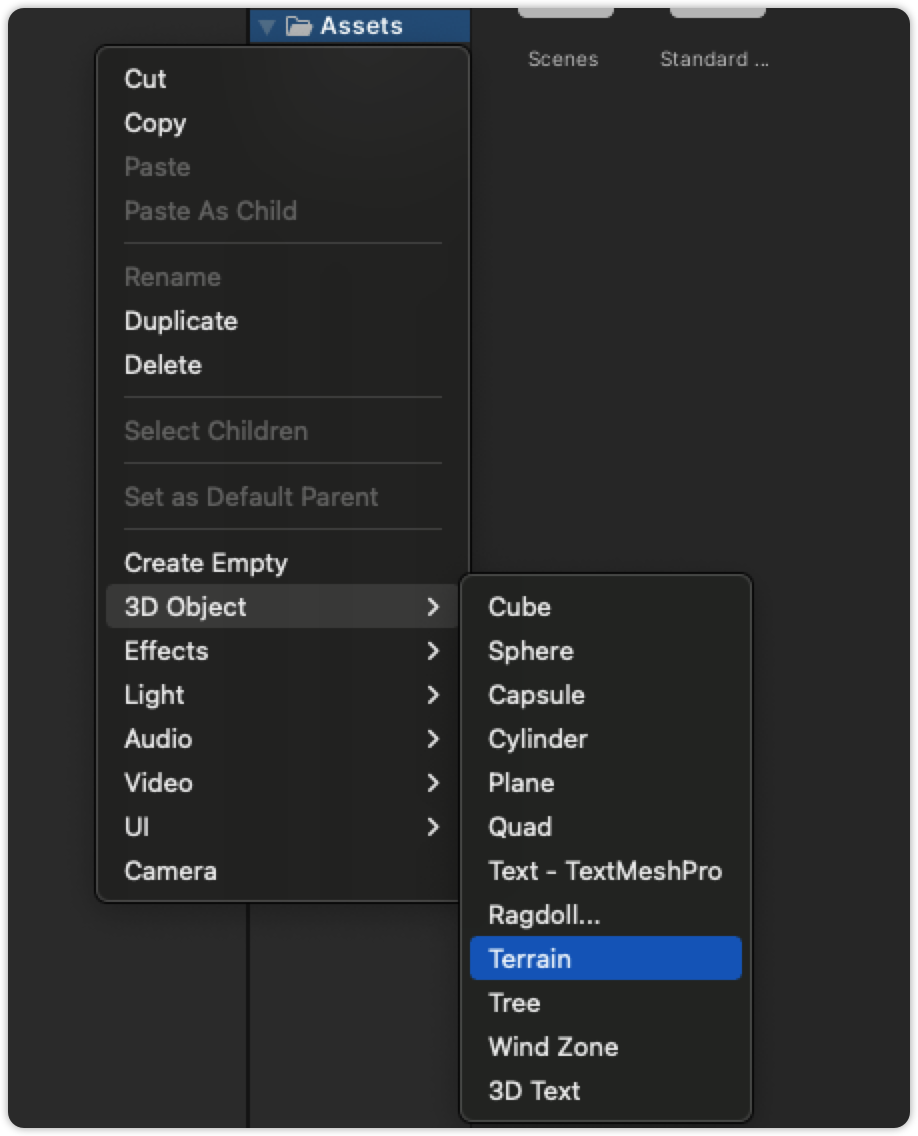 Assets
Scenes
Standard ...
Cut
Copy
Paste
Paste As Child
Rename
Duplicate
Delete
Select Children
Set as Default Parent
Create Empty
3D Object
Effects
Light
Audio
Video
UI
Camera
Cube
Sphere
Capsule
Cylinder
Plane
Quad
Text - TextMeshPro
Ragdoll...
Terrain
Tree
Wind Zone
3D Text